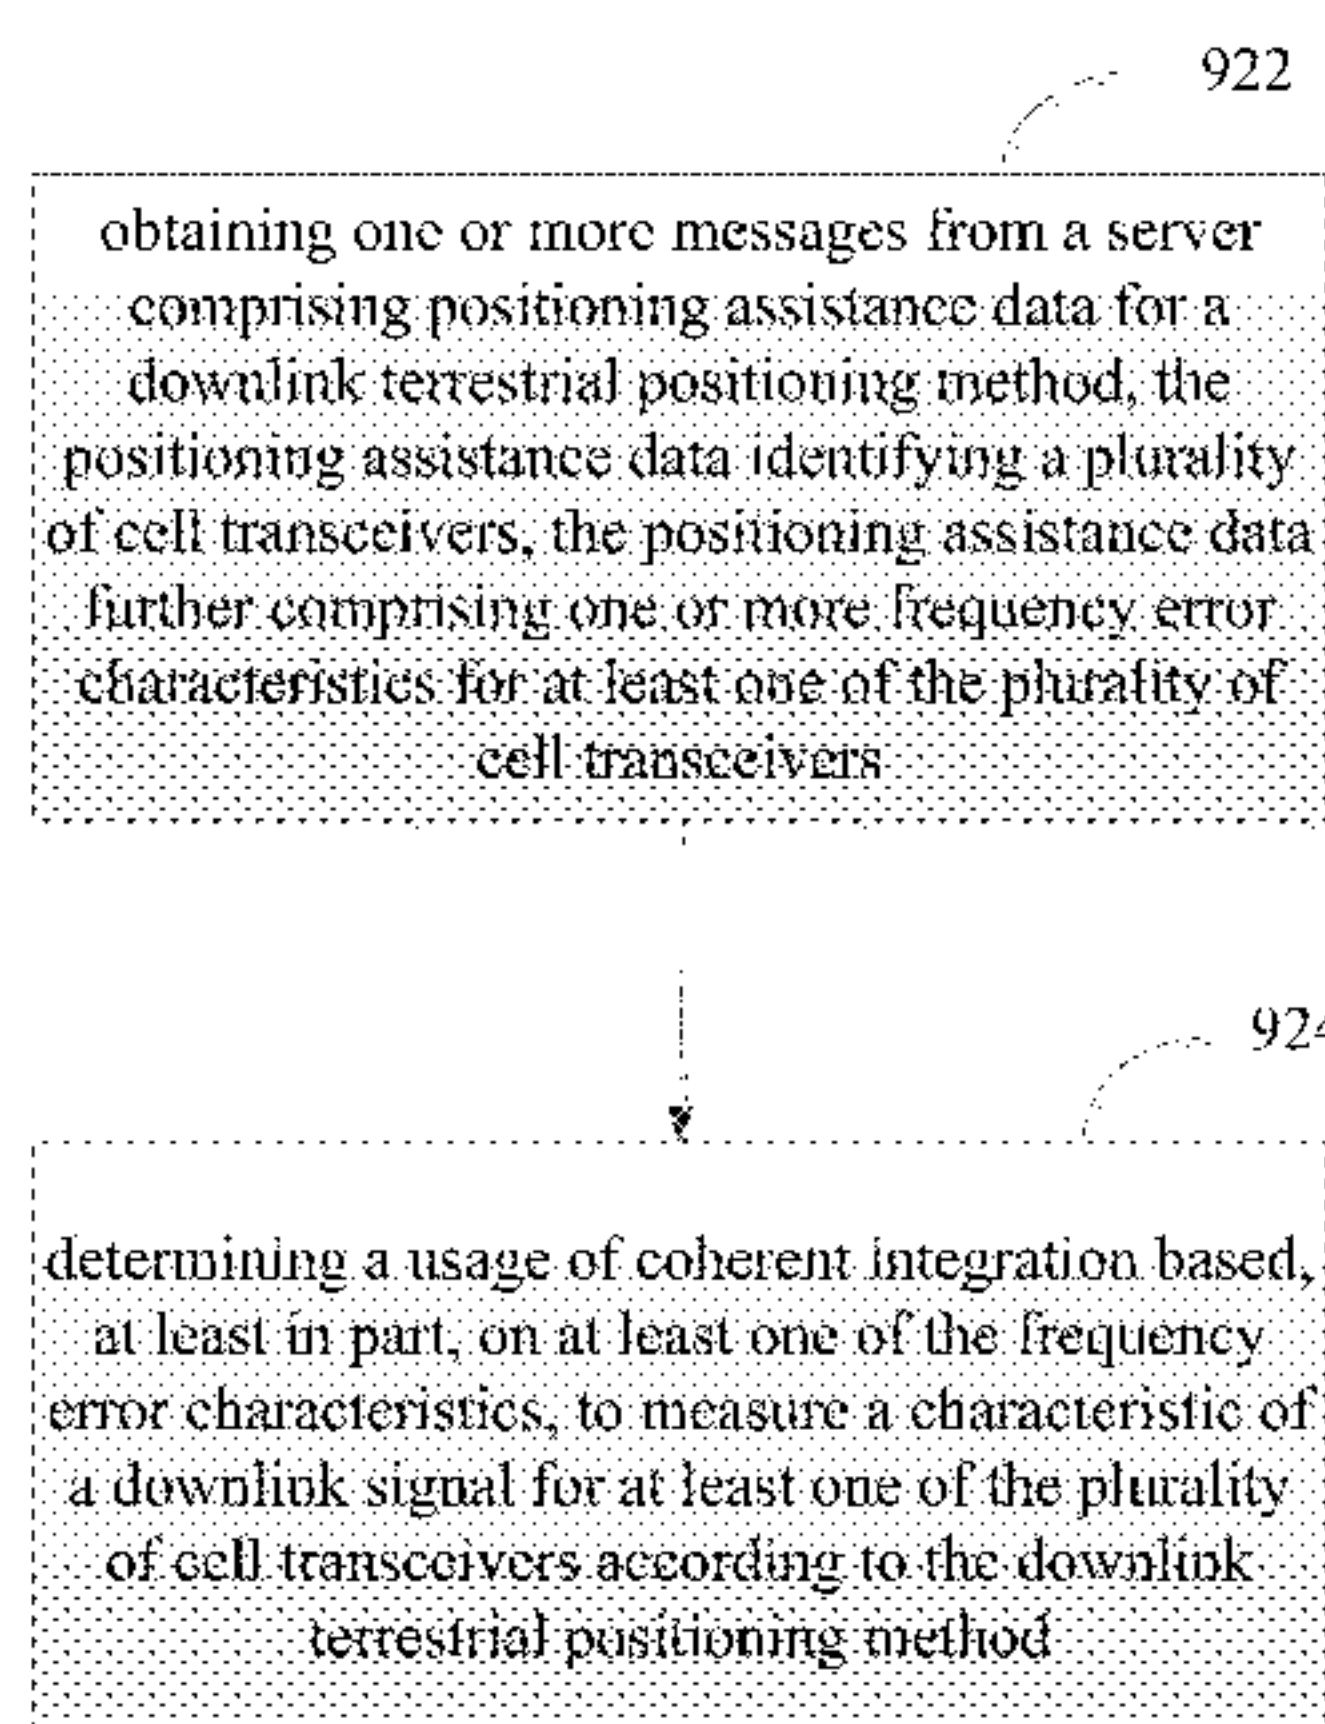 922
obtaining one or more messages from a server
comprising positioning assistance data for a
downlink terrestrial positioning method, the
positioning assistance data identifying a plurality
of cell transceivers, the positioning assistance data
further comprising one or more frequency error
characteristics for at least one of the plurality of
cell transceivers
924
determining a usage of coherent integration based,
at least in part, on at least one of the frequency
error characteristics, to measure a characteristic of
a downlink signal for at least one of the plurality
of cell transceivers according to the downlink
terrestrial positioning method